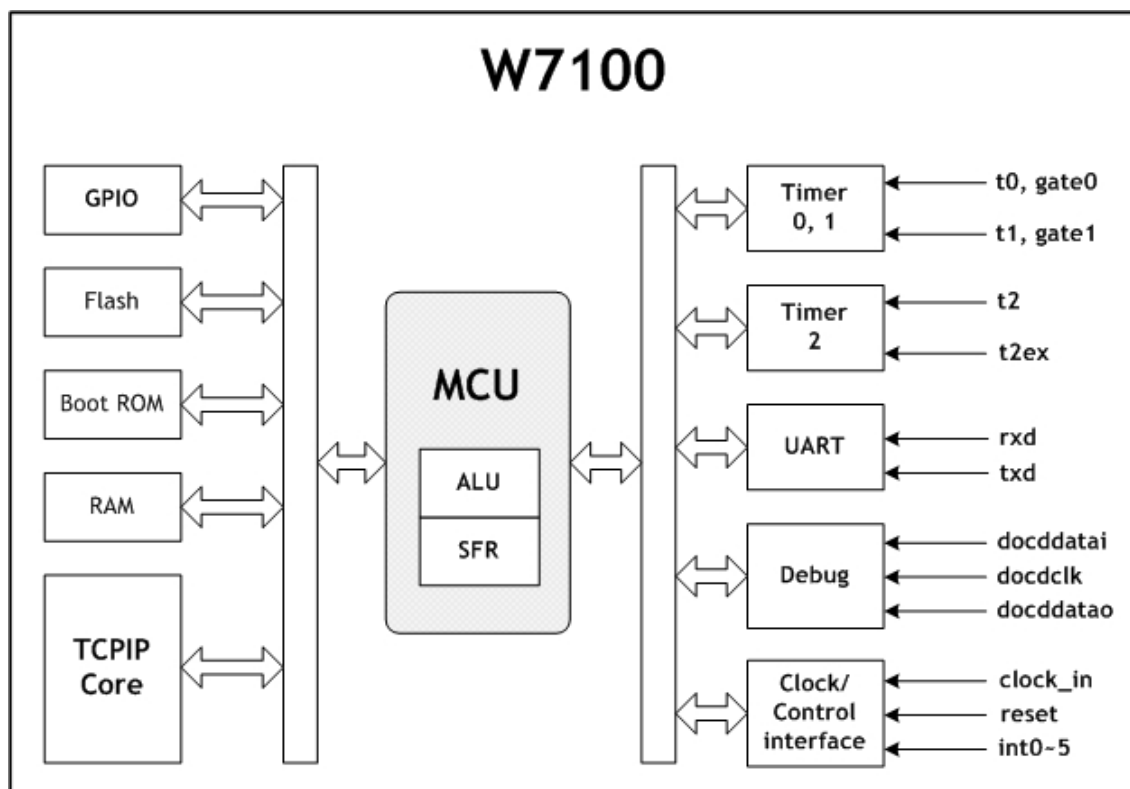 W7100
GPIO
Flash
Boot ROM
RAM
TCPIP
Core
MCU
ALU
SFR
Timer
0, 1
t0, gate0
t1, gate1
Timer
2
t2
t2ex
UART
rxd
txd
Debug
docddatai
docdclk
docddatao
Clock/
Control
interface
clock_in
reset
int0~5